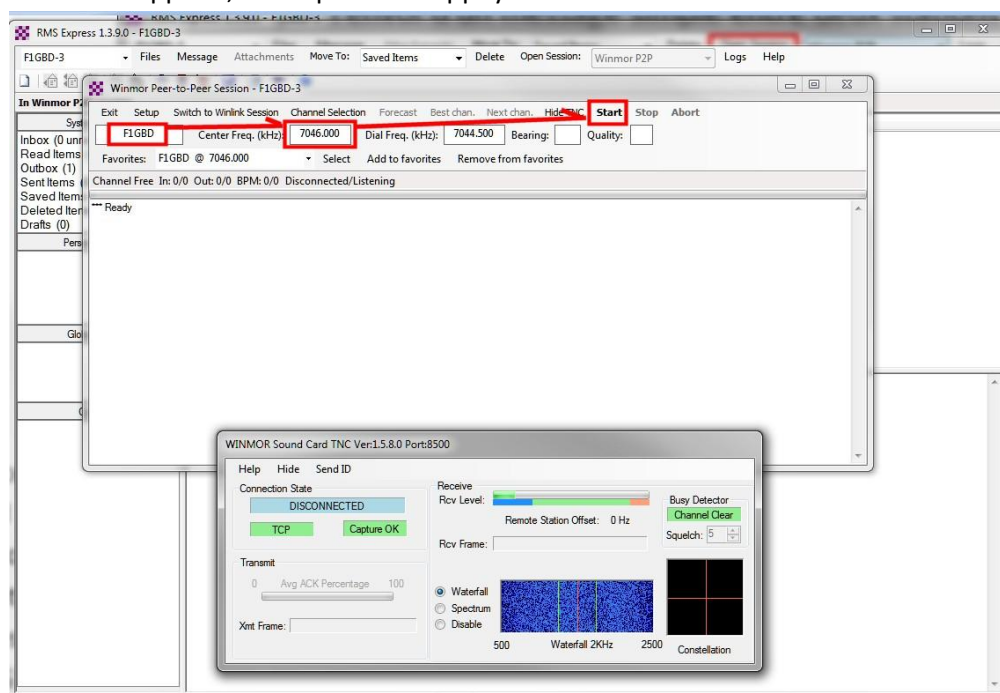 RMS Express 1.3.9.0 - F1GBD-3
F1GBD-3 Files Message Attachments Move To: Saved Items Delete Open Session: Winmor P2P Logs Help
Winmor Peer-to-Peer Session - F1GBD-3
In Winmor
Exit Setup Switch to Winlink Session Channel Selection Forecast Best chan. Next chan. Hide TNC Start Stop Abort
F1GBD Center Freq. (kHz): 7046.000 Dial Freq. (kHz): 7044.500 Bearing: Quality:
Favorites: F1GBD @ 7046.000 Select Add to favorites Remove from favorites
Channel Free In: 0/0 Out: 0/0 BPM: 0/0 Disconnected/Listening
*** Ready
Inbox (0
Read Items
Outbox (1)
Sent Items
Saved Items
Deleted
Drafts (0)
WINMOR Sound Card TNC Ver:1.5.8.0 Port:8500
Help Hide Send ID
Connection State
DISCONNECTED
TCP Capture OK
Receive
Rcv Level:
Remote Station Offset: 0 Hz
Rcv Frame:
Busy Detector
Channel Clear
Squelch: 5
Transmit
0 Avg ACK Percentage 100
Xmt Frame:
Waterfall
Spectrum
Disable
500 Waterfall 2KHz 2500
Constellation